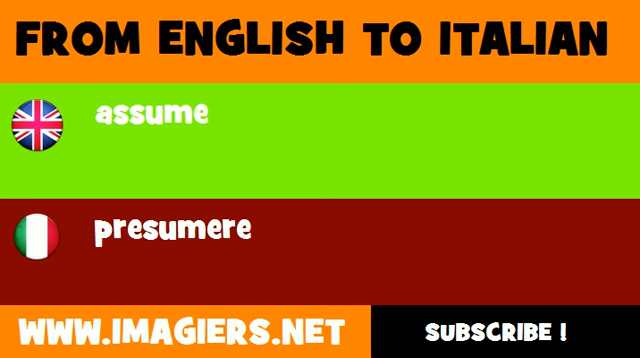 FROM ENGLISH TO ITALIAN
assume
presumere
WWW.IMAGIERS.NET
SUBSCRIBE !